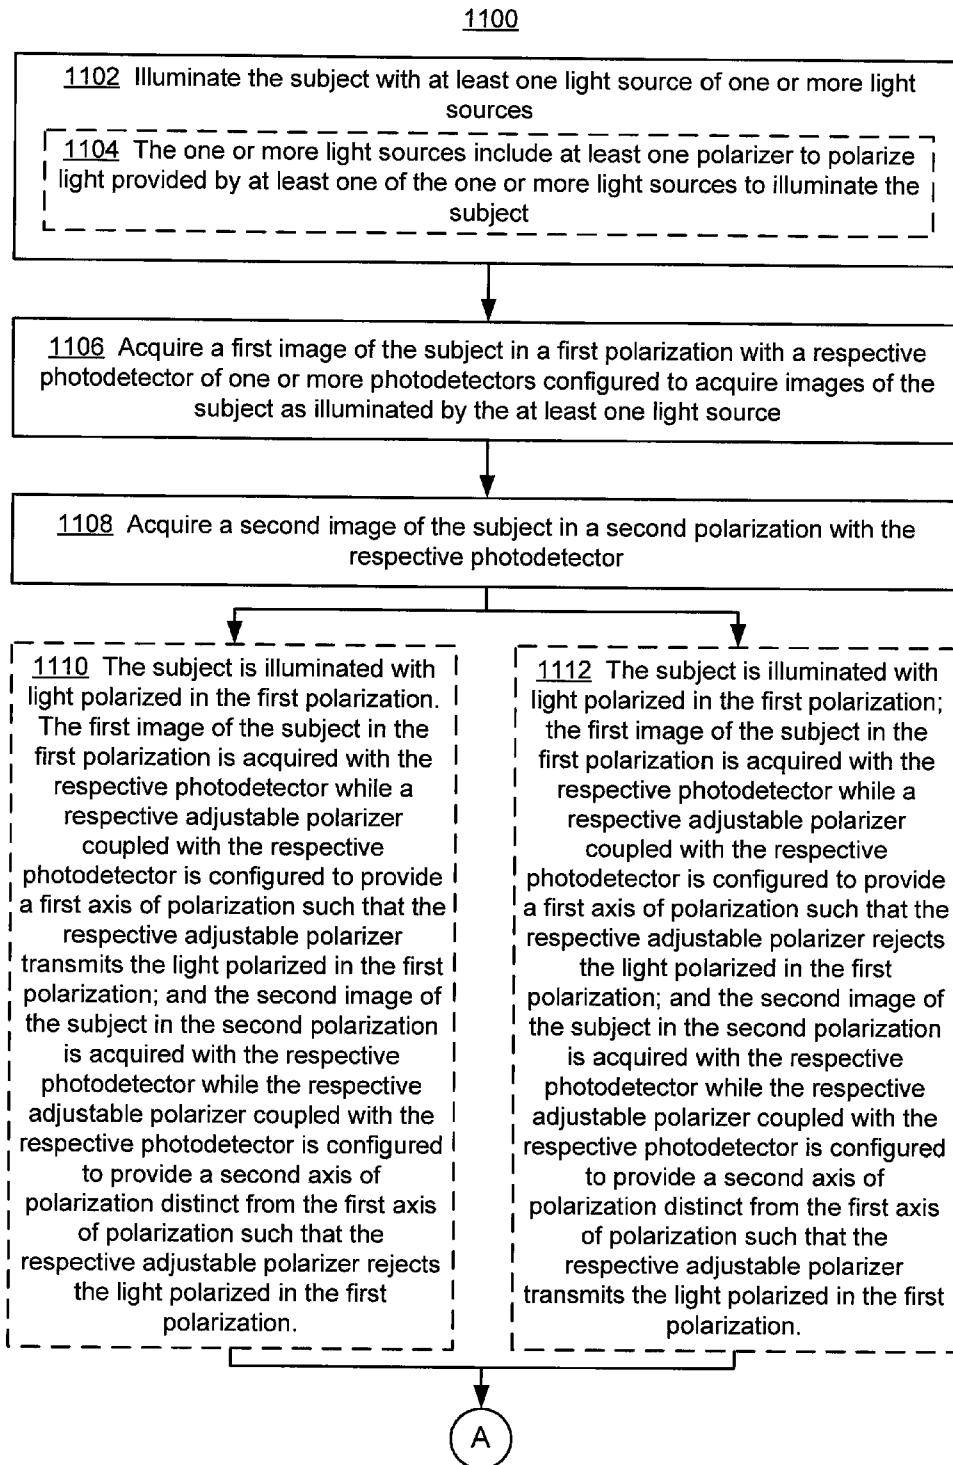 1100
1102 Illuminate the subject with at least one light source of one or more light
sources
1104 The one or more light sources include at least one polarizer to polarize
light provided by at least one of the one or more light sources to illuminate the
subject
1106 Acquire a first image of the subject in a first polarization with a respective
photodetector of one or more photodetectors configured to acquire images of the
subject as illuminated by the at least one light source
1108 Acquire a second image of the subject in a second polarization with the
respective photodetector
1110 The subject is illuminated with
light polarized in the first polarization.
The first image of the subject in the
first polarization is acquired with the
respective photodetector while a
respective adjustable polarizer
coupled with the respective
photodetector is configured to provide
a first axis of polarization such that the
respective adjustable polarizer
transmits the light polarized in the first
polarization; and the second image of
the subject in the second polarization
is acquired with the respective
photodetector while the respective
adjustable polarizer coupled with the
respective photodetector is configured
to provide a second axis of
polarization distinct from the first axis
of polarization such that the
respective adjustable polarizer rejects
the light polarized in the first
polarization.
1112 The subject is illuminated with
light polarized in the first polarization;
the first image of the subject in the
first polarization is acquired with the
respective photodetector while a
respective adjustable polarizer
coupled with the respective
photodetector is configured to provide
a first axis of polarization such that the
respective adjustable polarizer rejects
the light polarized in the first
polarization; and the second image of
the subject in the second polarization
is acquired with the respective
photodetector while the respective
adjustable polarizer coupled with the
respective photodetector is configured
to provide a second axis of
polarization distinct from the first axis
of polarization such that the
respective adjustable polarizer
transmits the light polarized in the first
polarization.
A